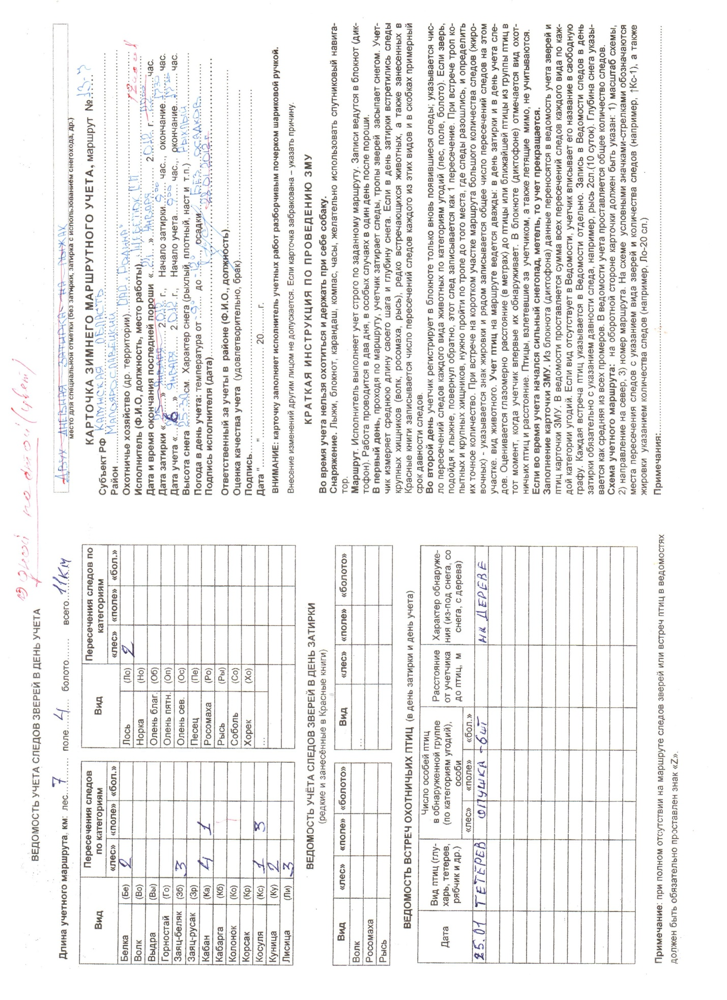 одной пастой (цвет)
ВЕДОМОСТЬ УЧЕТА СЛЕДОВ ЗВЕРЕЙ В ДЕНЬ УЧЕТА
Длина учетного маршрута, км: лес...7... поле...4... болото....... всего..11км
Вид Пересечения следов по категориям
«лес» «поле» «бол.»
Белка (Бе) 2
Волк (Во)
Выдра (Вы)
Горностай (Го)
Заяц-беляк (Зб) 3
Заяц-русак (Зр)
Кабан (Ка) 4 1
Кабарга (Кб)
Колонок (Ко)
Корсак (Кр)
Косуля (Кс) 1 3
Куница (Ку) 2
Лисица (Ли) 3
Вид Пересечения следов по категориям
«лес» «поле» «бол.»
Лось (Ло) 2
Норка (Но)
Олень благ. (Об)
Олень пятн. (Оп)
Олень сев. (Ос)
Песец (Пе)
Росомаха (Ро)
Рысь (Ры)
Соболь (Со)
Хорек (Хо)
...
ВЕДОМОСТЬ УЧЁТА СЛЕДОВ ЗВЕРЕЙ В ДЕНЬ ЗАТИРКИ
(редкие и занесённые в Красные книги)
Вид «лес» «поле» «болото»
Волк
Росомаха
Рысь
Вид «лес» «поле» «болото»
...
ВЕДОМОСТЬ ВСТРЕЧ ОХОТНИЧЬИХ ПТИЦ (в день затирки и день учета)
Дата
Вид птиц (глу-
харь, тетерев,
рябчик и др.)
Число особей птиц
в обнаруженной группе
(по категориям угодий),
особи
«лес» «поле» «бол.»
Расстояние
от учетчика
до птиц, м
Характер обнаруже-
ния (из-под снега, со
снега, с дерева)
25.01 ТЕТЕРЕВ ОПУШКА - 6шт НА ДЕРЕВЕ
Примечание: при полном отсутствии на маршруте следов зверей или встреч птиц в ведомостях
должен быть обязательно проставлен знак «Z».
ДВУХ ДНЕВНАЯ ЗАТИРКА НА ЛЫЖАХ
место для специальной отметки (без затирки, затирка с использованием снегохода, др.)
КАРТОЧКА ЗИМНЕГО МАРШРУТНОГО УЧЕТА, маршрут №13-У
Субъект РФ КАЛУЖСКАЯ ОБЛАСТЬ
Район МАЛОЯРОСЛАВЕЦКИЙ
Охотничье хозяйство (др. территории) ОАО "РОДИНА"
Исполнитель (Ф.И.О, должность, место работы)
Дата и время окончания последней пороши «24» ЯНВАРЯ 2012 г. час.
Дата затирки «25» ЯНВАРЯ 2012 г., Начало затирки 9.00 час., окончание 17 30 час.
Дата учета «26» ЯНВАРЯ 2012 г., Начало учета 9 00 час., окончание 17 30 час.
Высота снега 25-30 см. Характер снега (рыхлый, плотный, наст и т.п.) РЫХЛЫЙ
Погода в день учета: температура от -9° до -12° осадки БЕЗ ОСАДКОВ
Подпись исполнителя (дата) 28.01.2012 г.
Ответственный за учеты в районе (Ф.И.О., должность)
Оценка качества учета (удовлетворительно, брак)
Подпись
Дата "......" ............ 20......г.
ВНИМАНИЕ: карточку заполняет исполнитель учетных работ разборчивым почерком шариковой ручкой.
Внесение изменений другим лицом не допускается. Если карточка забракована – указать причину.
КРАТКАЯ ИНСТРУКЦИЯ ПО ПРОВЕДЕНИЮ ЗМУ
Во время учета нельзя охотиться и держать при себе собаку.
Снаряжение. Лыжи, блокнот, карандаш, компас, часы, желательно использовать спутниковый навига-
тор.
Маршрут. Исполнитель выполняет учет строго по заданному маршруту. Записи ведутся в блокнот (дик-
тофон). Работа проводится в два дня, в особых случаях в один день после пороши.
В первый день, проходя по маршруту, учетчик затирает следы, тропы зверей засыпает снегом. Учет-
чик измеряет среднюю длину своего шага и глубину снега. Если в день затирки встретились следы
крупных хищников (волк, росомаха, рысь), редко встречающихся животных, а также занесенных в
Красные книги записывается число пересечений следов каждого из этих видов и в скобках примерный
срок давности следов.
Во второй день учетчик регистрирует в блокноте только вновь появившиеся следы; указывается чис-
ло пересечений следов каждого вида животных по категориям угодий (лес, поле, болото). Если зверь,
подойдя к лыжне, повернул обратно, этот след записывается как 1 пересечение. При встрече троп ко-
пытных и крупных хищников, нужно пройти по тропе до того места, где следы разошлись, и определить
их точное количество. При встрече на коротком участке маршрута большого количества следов (жиро-
вочных) - указывается знак жировки и рядом записывается общее число пересечений следов на этом
участке. вид животного. Учет птиц на маршруте ведется дважды: в день затирки и в день учета сле-
дов. Оценивается глазомерно расстояние (в метрах) до птицы или ближайшей птицы из группы птиц в
тот момент, когда учетчик впервые их обнаруживает. В блокноте (диктофоне) отмечается вид охот-
ничьих птиц и расстояние. Птицы, взлетевшие за учетчиком, а также летящие мимо, не учитываются.
Если во время учета начался сильный снегопад, метель, то учет прекращается.
Заполнение карточки ЗМУ. Из блокнота (диктофона) данные переносятся в ведомость учета зверей и
птиц карточки ЗМУ. В ведомости проставляется сумма всех пересечений следов каждого вида по каж-
дой категории угодий. Если вид отсутствует в Ведомости, учетчик вписывает его название в свободную
графу. Каждая встреча птиц указывается в Ведомости отдельно. Запись в Ведомости следов в день
затирки обязательно с указанием давности следа, например, рысь 2сл.(10 суток). Глубина снега указы-
вается как средняя из всех промеров. В ведомости учета проставляется общее количество следов.
Схема учетного маршрута: на оборотной стороне карточки должен быть указан: 1) масштаб схемы,
2) направление на север, 3) номер маршрута. На схеме условными значками-стрелками обозначаются
места пересечения следов с указанием вида зверей и количества следов (например, ↑Кс-1), а также
жировки указанием количества следов (например, Ло-20 сл.)
Примечания: